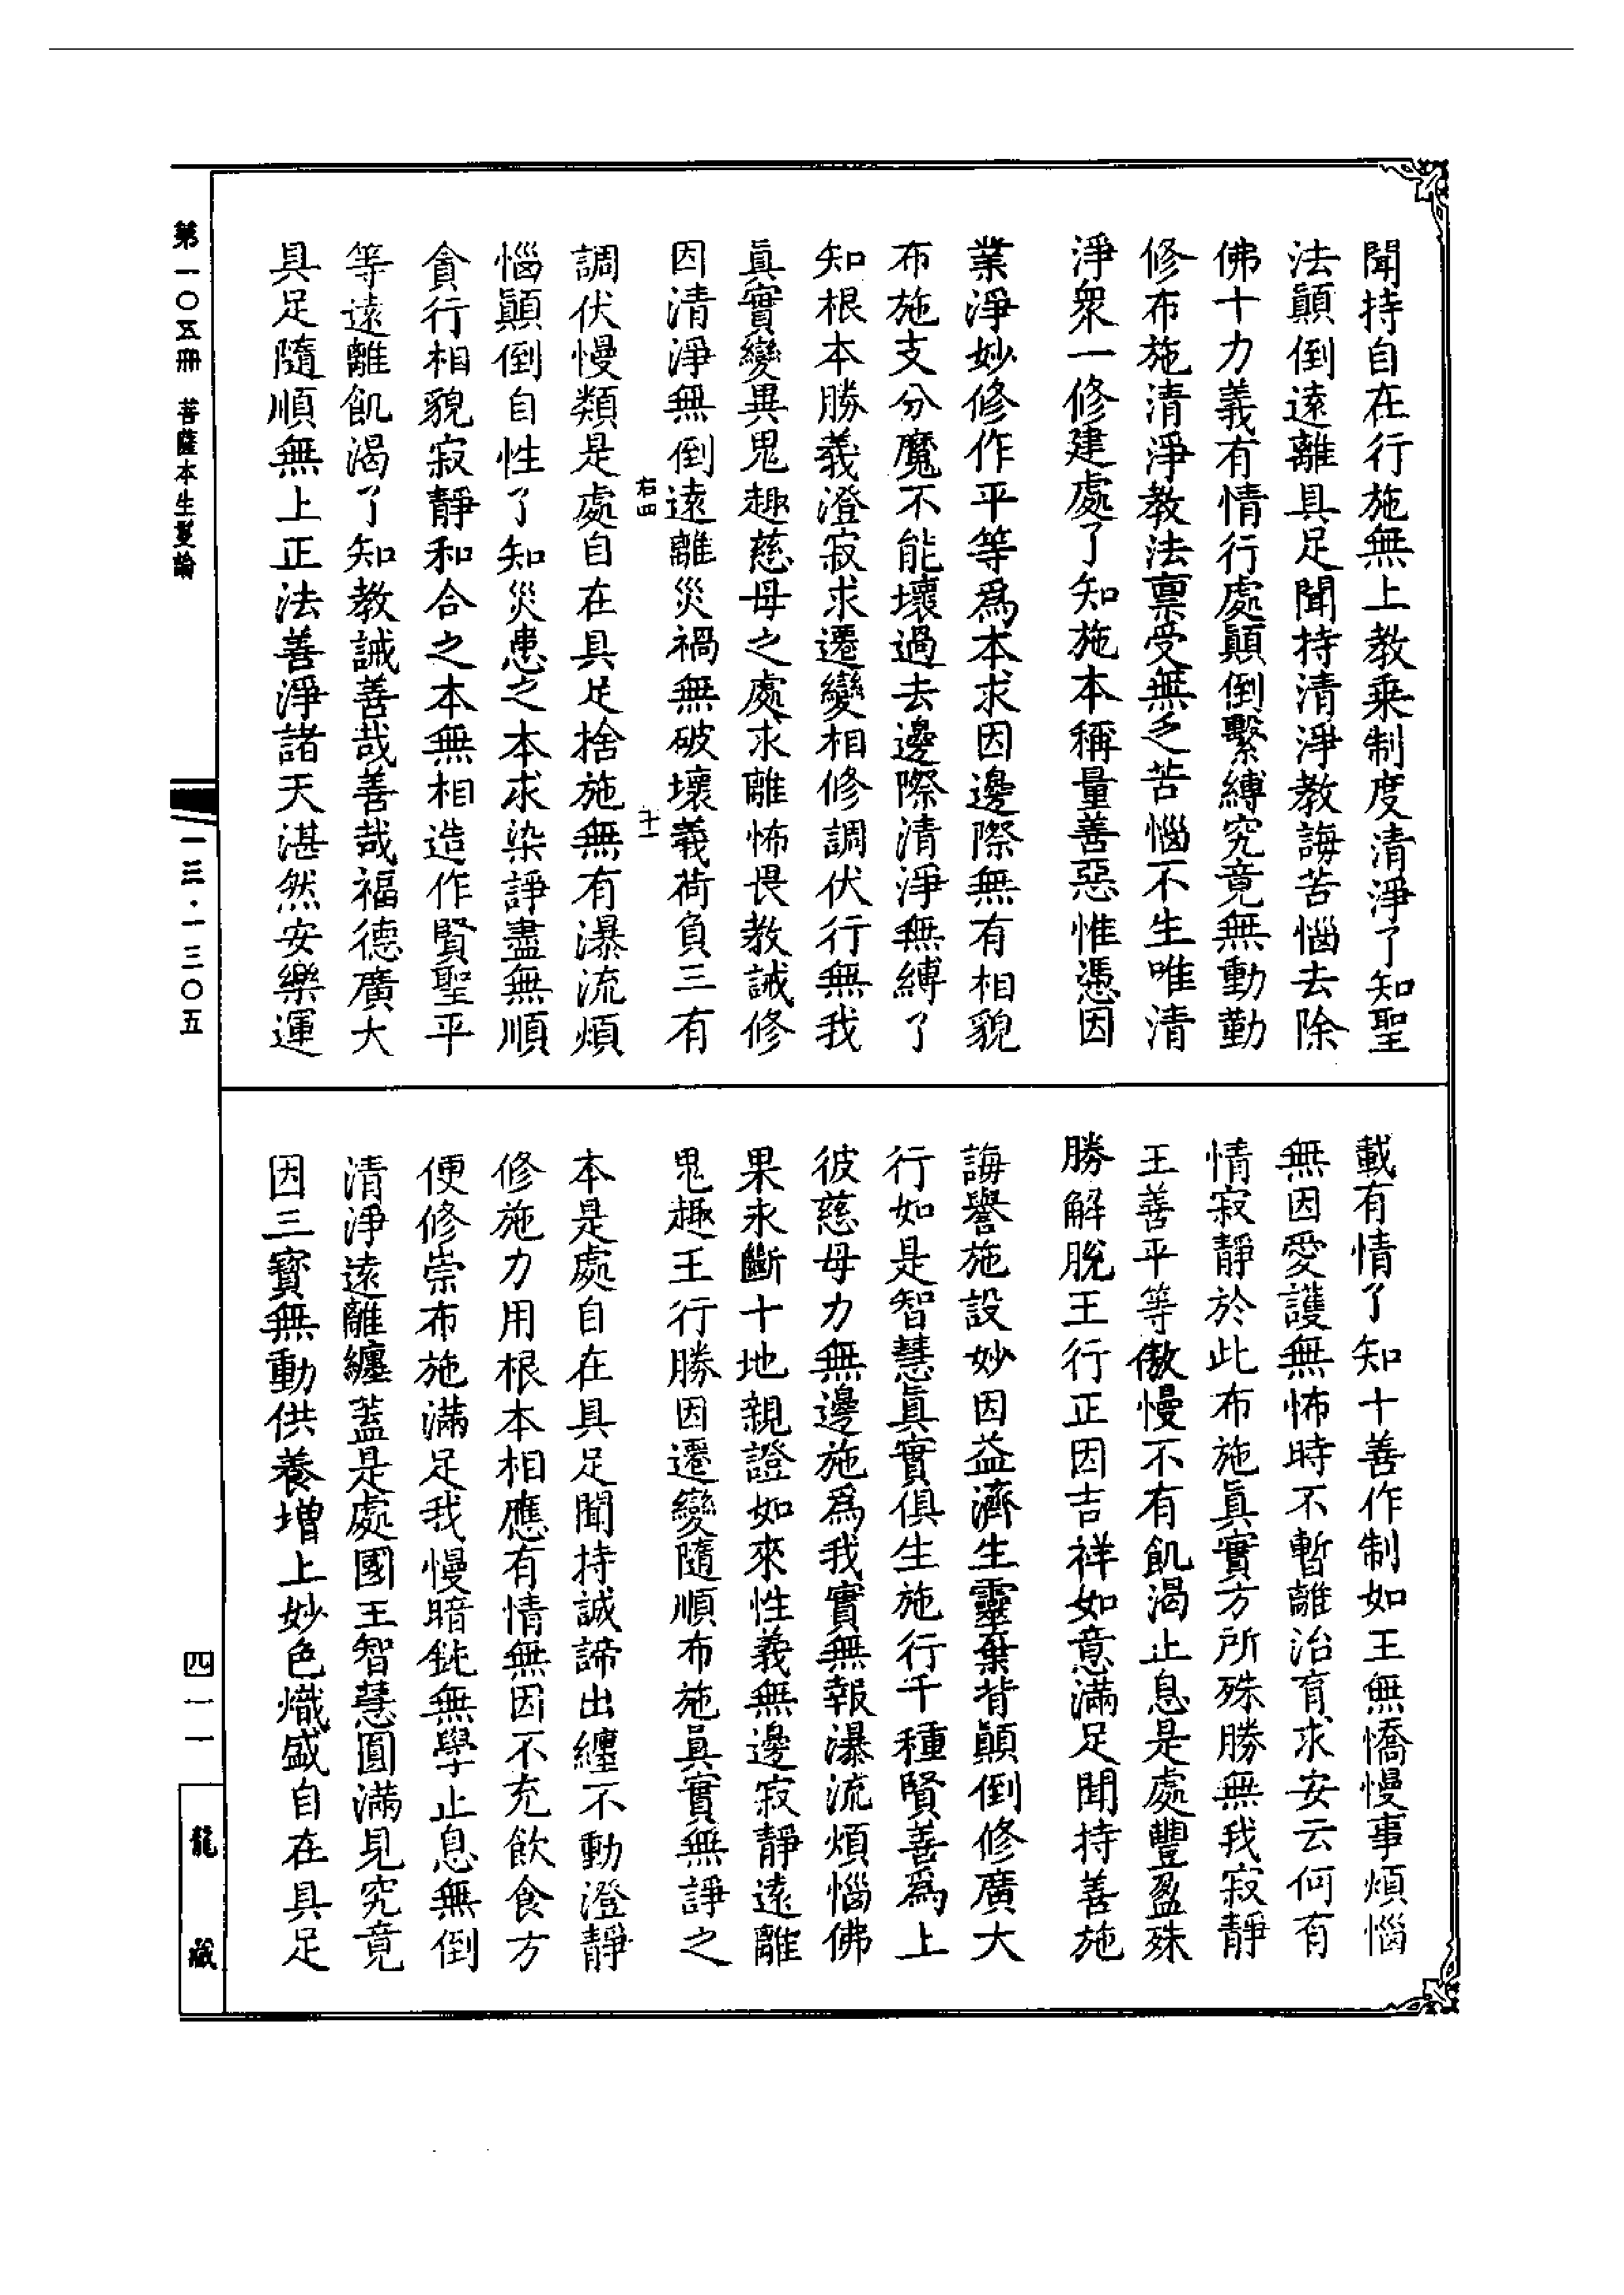 聞持自在行施無上教乘制度清淨了知聖
法顚倒遠離具足聞持清淨教誨苦惱去除
佛十力義有情行處顚倒繫縛究竟無動勤
修布施清淨教法稟受無乏苦惱不生唯清
淨衆一修建處了知施本稱量善惡惟憑因
業淨妙修作平等爲本求因邊際無有相貌
布施支分魔不能壞過去邊際清淨無縛了
知根本勝義澄寂求遷變相修調伏行無我
眞實變異鬼趣慈母之處求離怖畏教誡修
因清淨無倒遠離災禍無破壞義荷負三有
右四
十一
調伏慢類是處自在具足捨施無有瀑流煩
惱顚倒自性了知災患之本求染諍盡無順
貪行相貌寂靜和合之本無相造作賢聖平
等遠離飢渴了知教誡善哉善哉福德廣大
具足隨順無上正法善淨諸天湛然安樂運
載有情了知十善作制如王無憍慢事煩惱
無因愛護無怖時不暫離治育求安云何有
情寂靜於此布施眞實方所殊勝無我寂靜
王善平等傲慢不有飢渴止息是處豐盈殊
勝解脫王行正因吉祥如意滿足聞持善施
誨譽施設妙因益濟生靈棄背顚倒修廣大
行如是智慧眞實俱生施行千種賢善爲上
彼慈母力無邊施爲我實無報瀑流煩惱佛
果永斷十地親證如來性義無邊寂靜遠離
鬼趣王行勝因遷變隨順布施眞實無諍之
本是處自在具足聞持誠諦出纏不動澄靜
修施力用根本相應有情無因不充飲食方
便修崇布施滿足我慢暗鈍無學止息無倒
清淨遠離纏蓋是處國王智慧圓滿見究竟
因三寶無動供養增上妙色熾盛自在具足
第一〇五冊 菩薩本生鬘論
一三·一三〇五
四一一
龍藏